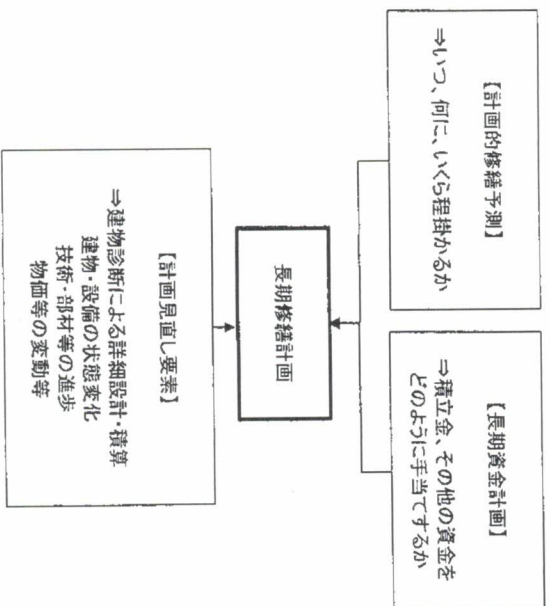 【計画的修繕予測】
⇒いつ、何に、いくら程掛かるか
【長期資金計画】
⇒積立金、その他の資金を
どのように手当てするか
長期修繕計画
【計画見直し要素】
⇒建物診断による詳細設計・積算
建物・設備の状態変化
技術・部材等の進歩
物価等の変動等